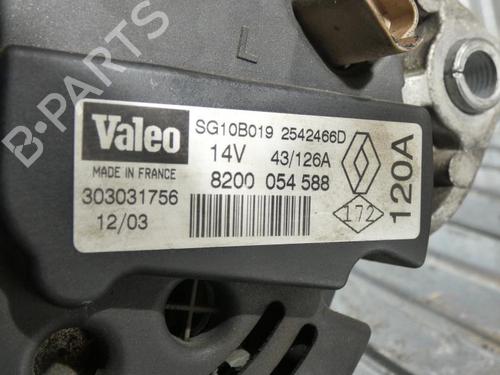 L
Valeo
SG10B019 2542466D
14V 43/126A
MADE IN FRANCE
8200 054 588
303031756
12/03
172
120A
B-PARTS